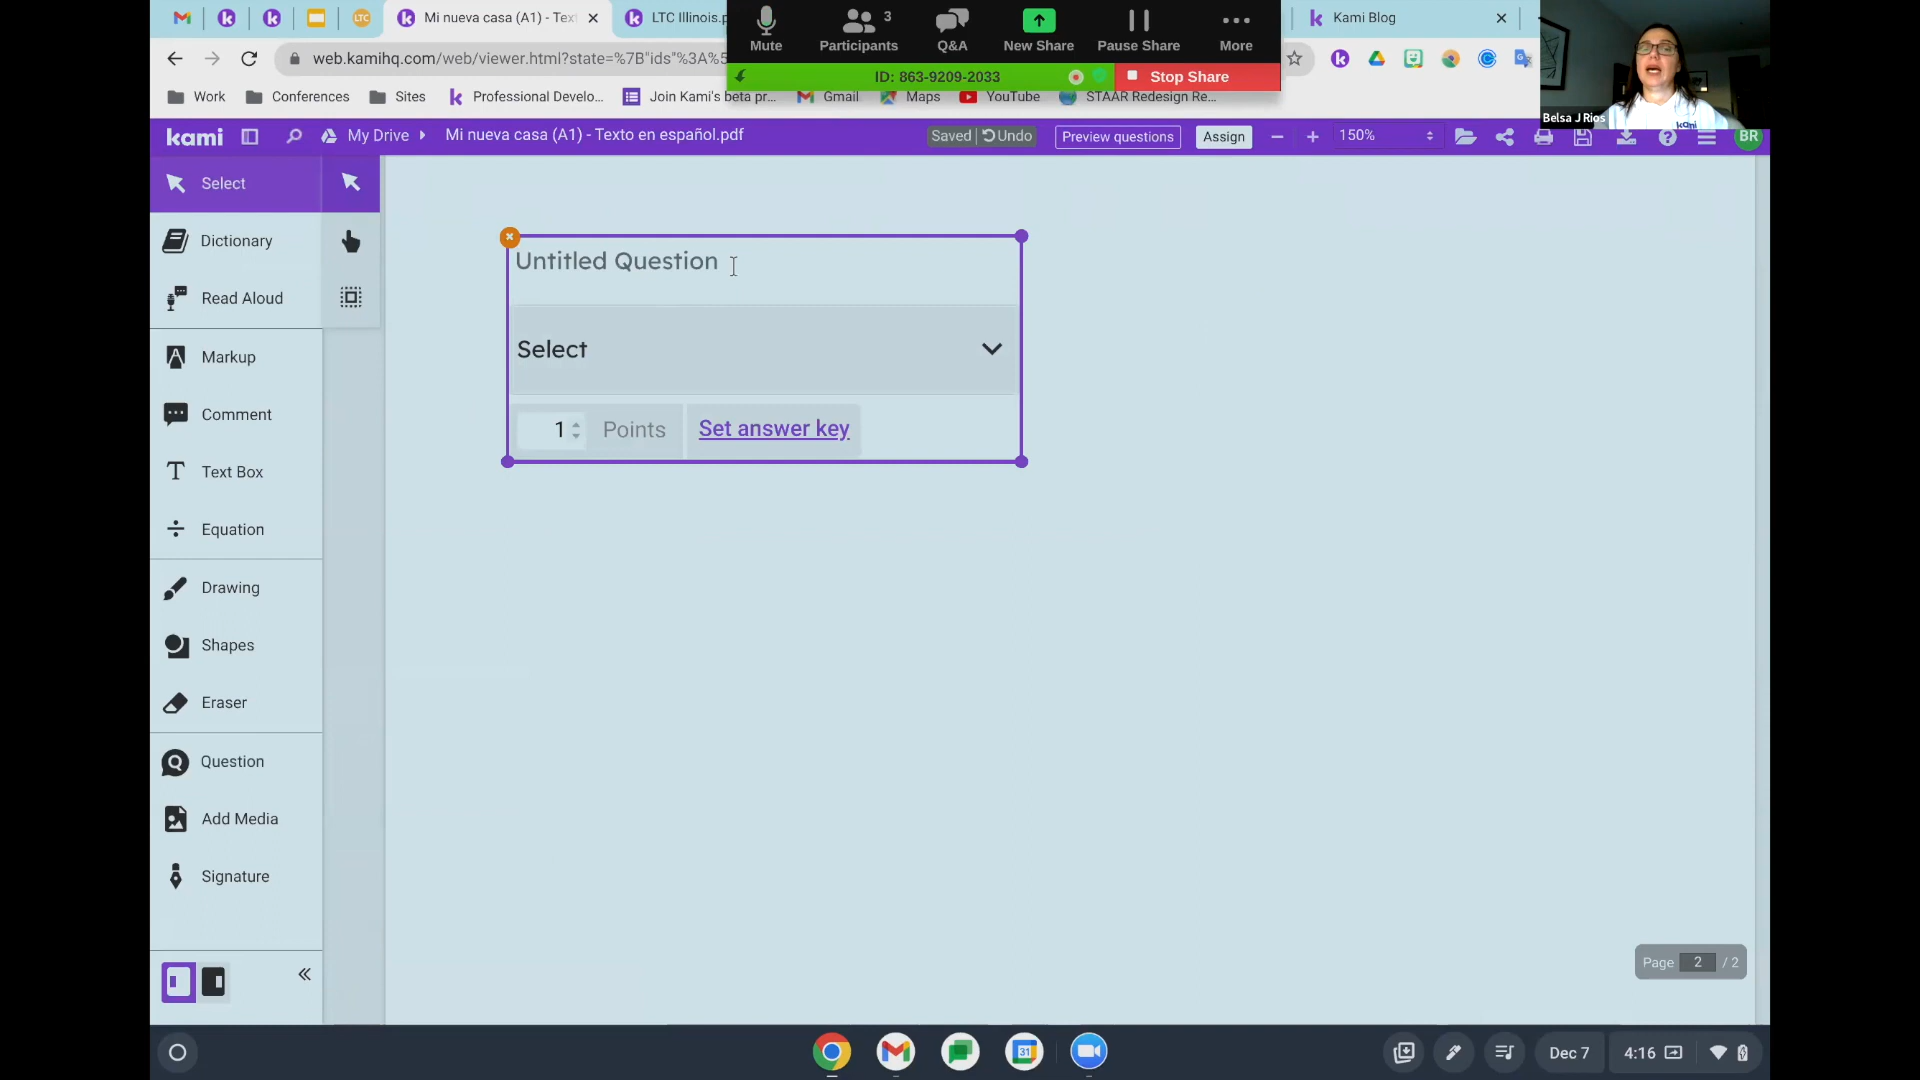 LTC
Mi nueva casa (A1) - Tex
LTC Illinois.p
Kami Blog
Mute
Participants
3
Q&A
New Share
Pause Share
More
ID: 863-9209-2033
Stop Share
web.kamihq.com/web/viewer.html?state=%7B"ids"%3A%5
Work
Conferences
Sites
Professional Develo...
Join Kami's beta pr...
Gmail
Maps
YouTube
STAAR Redesign Re...
Belsa J Rios
kami
kami
My Drive
Mi nueva casa (A1) - Texto en español.pdf
Saved
Undo
Preview questions
Assign
150%
BR
Select
Dictionary
Read Aloud
Markup
Comment
Text Box
Equation
Drawing
Shapes
Eraser
Question
Add Media
Signature
Untitled Question
Select
1
Points
Set answer key
Page 2 / 2
31
Dec 7
4:16